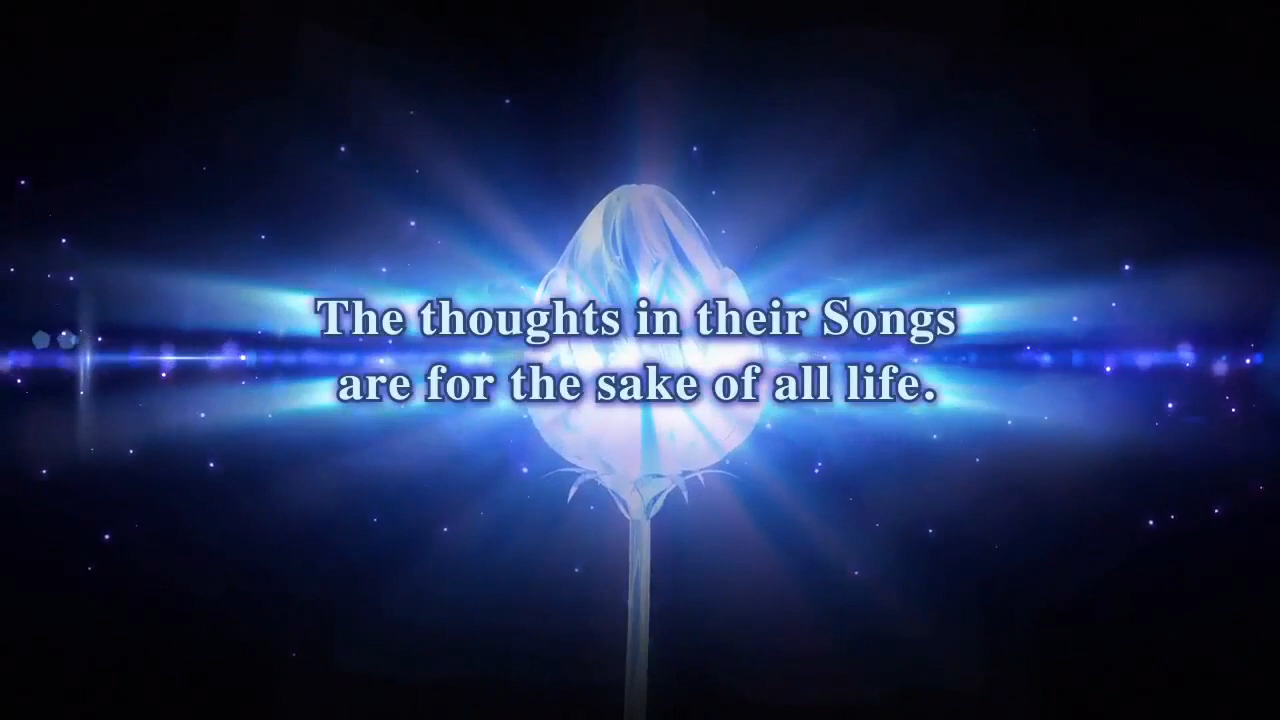 The thoughts in their Songs
are for the sake of all life.